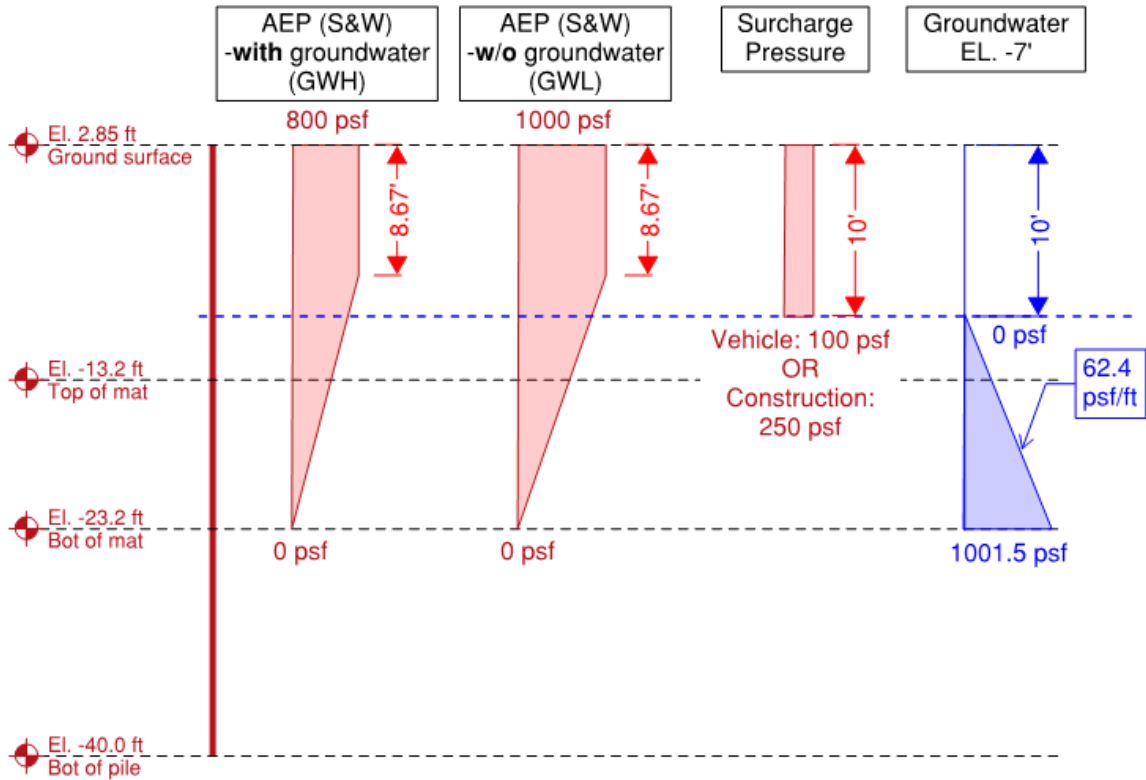 AEP (S&W)
-with groundwater
(GWH)
AEP (S&W)
-w/o groundwater
(GWL)
Surcharge
Pressure
Groundwater
EL. -7'
800 psf
1000 psf
El. 2.85 ft
Ground surface
8.67'
8.67'
10'
10'
Vehicle: 100 psf
OR
Construction:
250 psf
0 psf
62.4
psf/ft
El. -13.2 ft
Top of mat
El. -23.2 ft
Bot of mat
0 psf
0 psf
1001.5 psf
El. -40.0 ft
Bot of pile